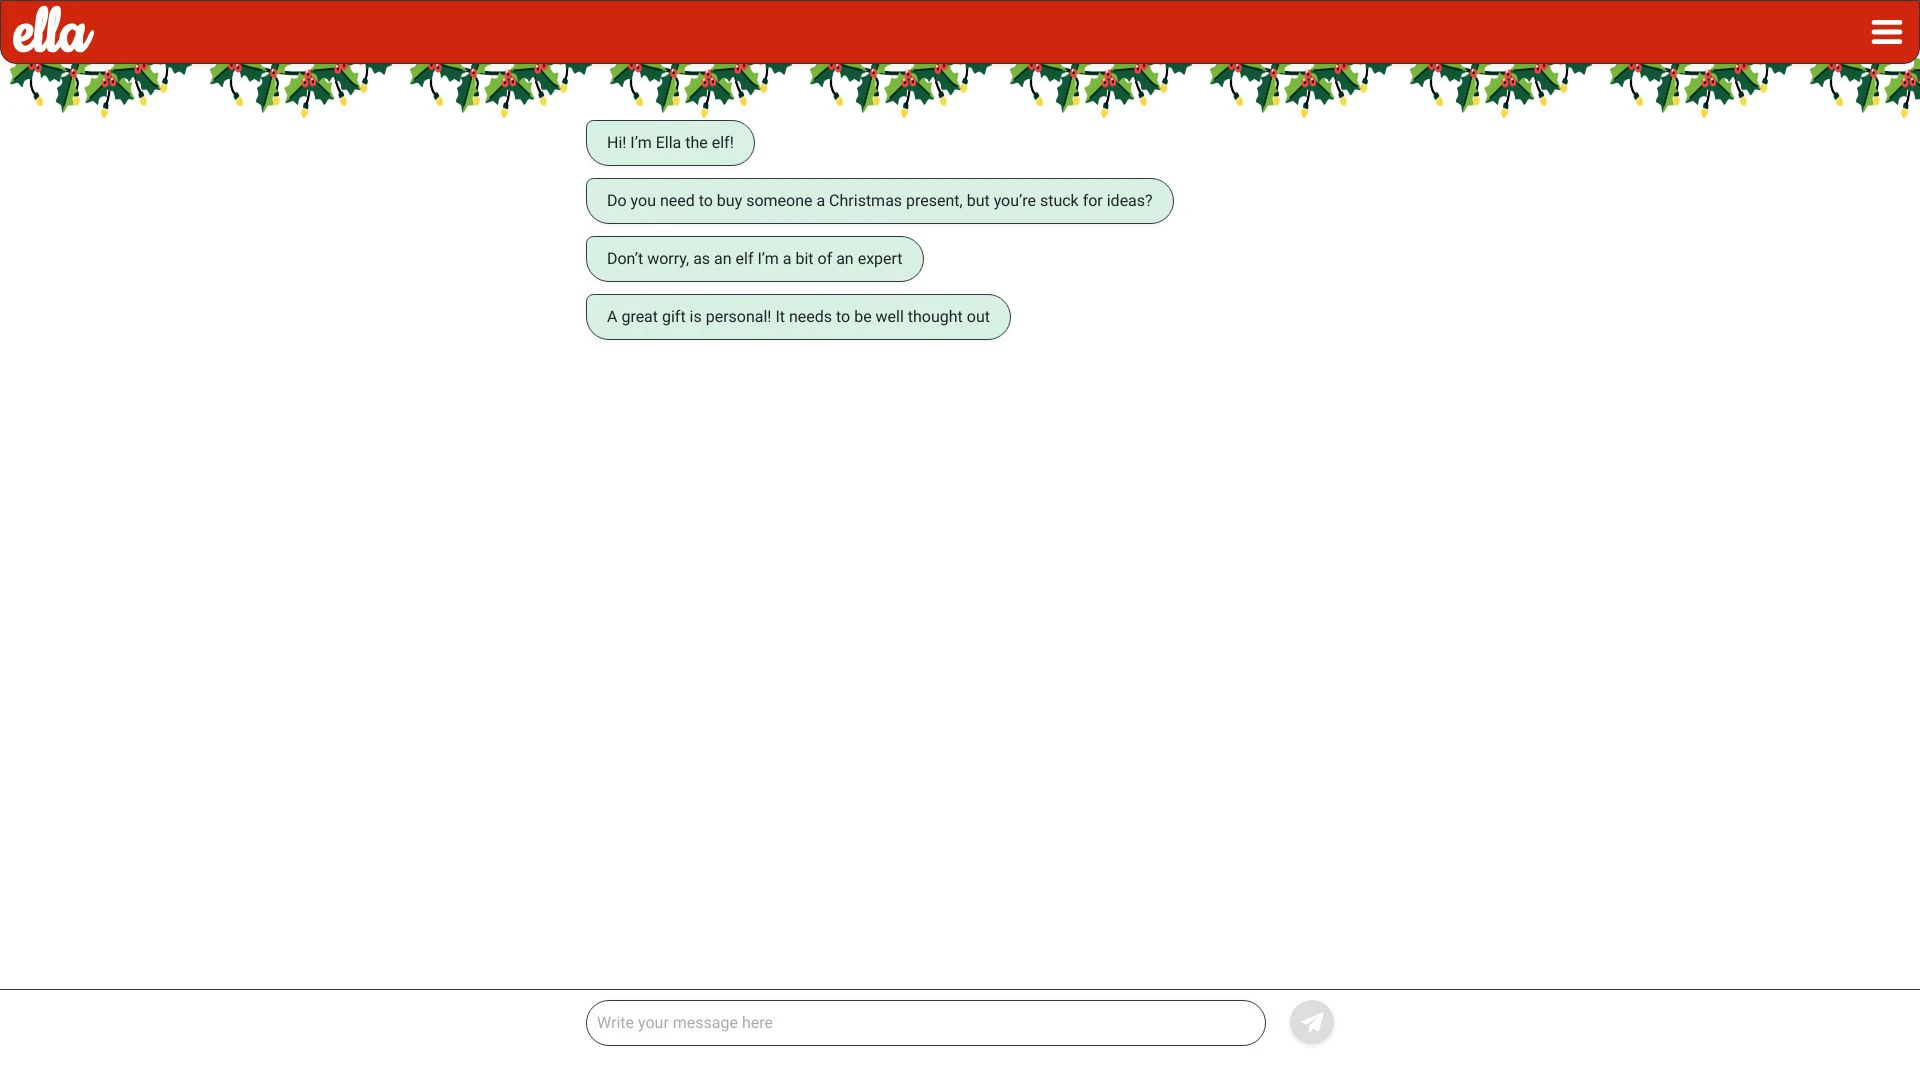 ella
Hi! I’m Ella the elf!
Do you need to buy someone a Christmas present, but you’re stuck for ideas?
Don’t worry, as an elf I’m a bit of an expert
A great gift is personal! It needs to be well thought out
Write your message here